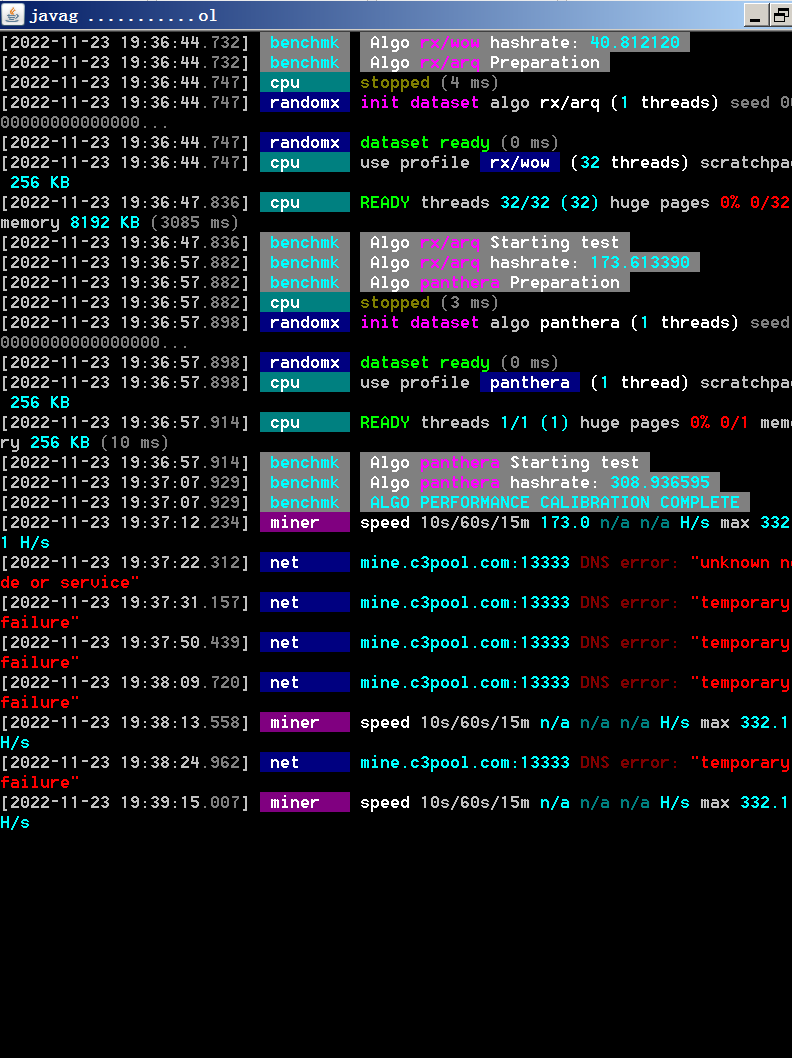 javag ...........ol
[2022-11-23 19:36:44.732] benchmk Algo rx/wow hashrate: 40.812120
[2022-11-23 19:36:44.732] benchmk Algo rx/arq Preparation
[2022-11-23 19:36:44.747] cpu stopped (4 ms)
[2022-11-23 19:36:44.747] randomx init dataset algo rx/arq (1 threads) seed 00
00000000000000...
[2022-11-23 19:36:44.747] randomx dataset ready (0 ms)
[2022-11-23 19:36:44.747] cpu use profile rx/wow (32 threads) scratchpa
256 KB
[2022-11-23 19:36:47.836] cpu READY threads 32/32 (32) huge pages 0% 0/32
memory 8192 KB (3085 ms)
[2022-11-23 19:36:47.836] benchmk Algo rx/arq Starting test
[2022-11-23 19:36:57.882] benchmk Algo rx/arq hashrate: 173.613390
[2022-11-23 19:36:57.882] benchmk Algo panthera Preparation
[2022-11-23 19:36:57.882] cpu stopped (3 ms)
[2022-11-23 19:36:57.898] randomx init dataset algo panthera (1 threads) seed
0000000000000000...
[2022-11-23 19:36:57.898] randomx dataset ready (0 ms)
[2022-11-23 19:36:57.898] cpu use profile panthera (1 thread) scratchpa
256 KB
[2022-11-23 19:36:57.914] cpu READY threads 1/1 (1) huge pages 0% 0/1 memo
ry 256 KB (10 ms)
[2022-11-23 19:36:57.914] benchmk Algo panthera Starting test
[2022-11-23 19:37:07.929] benchmk Algo panthera hashrate: 308.936595
[2022-11-23 19:37:07.929] benchmk ALGO PERFORMANCE CALIBRATION COMPLETE
[2022-11-23 19:37:12.234] miner speed 10s/60s/15m 173.0 n/a n/a H/s max 332
1 H/s
[2022-11-23 19:37:22.312] net mine.c3pool.com:13333 DNS error: "unknown no
de or service"
[2022-11-23 19:37:31.157] net mine.c3pool.com:13333 DNS error: "temporary
failure"
[2022-11-23 19:37:50.439] net mine.c3pool.com:13333 DNS error: "temporary
failure"
[2022-11-23 19:38:09.720] net mine.c3pool.com:13333 DNS error: "temporary
failure"
[2022-11-23 19:38:13.558] miner speed 10s/60s/15m n/a n/a n/a H/s max 332.1
H/s
[2022-11-23 19:38:24.962] net mine.c3pool.com:13333 DNS error: "temporary
failure"
[2022-11-23 19:39:15.007] miner speed 10s/60s/15m n/a n/a n/a H/s max 332.1
H/s